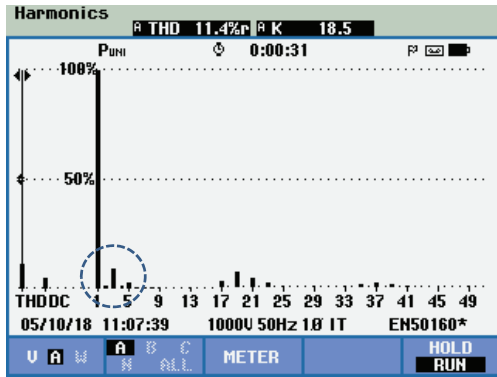 Harmonics
A THD 11.4%r A K 18.5
PUNI 0:00:31
100%
50%
THD DC 1 5 9 13 17 21 25 29 33 37 41 45 49
05/10/18 11:07:39 1000V 50Hz 1Ø IT EN50160*
V A W A B C N ALL METER HOLD RUN